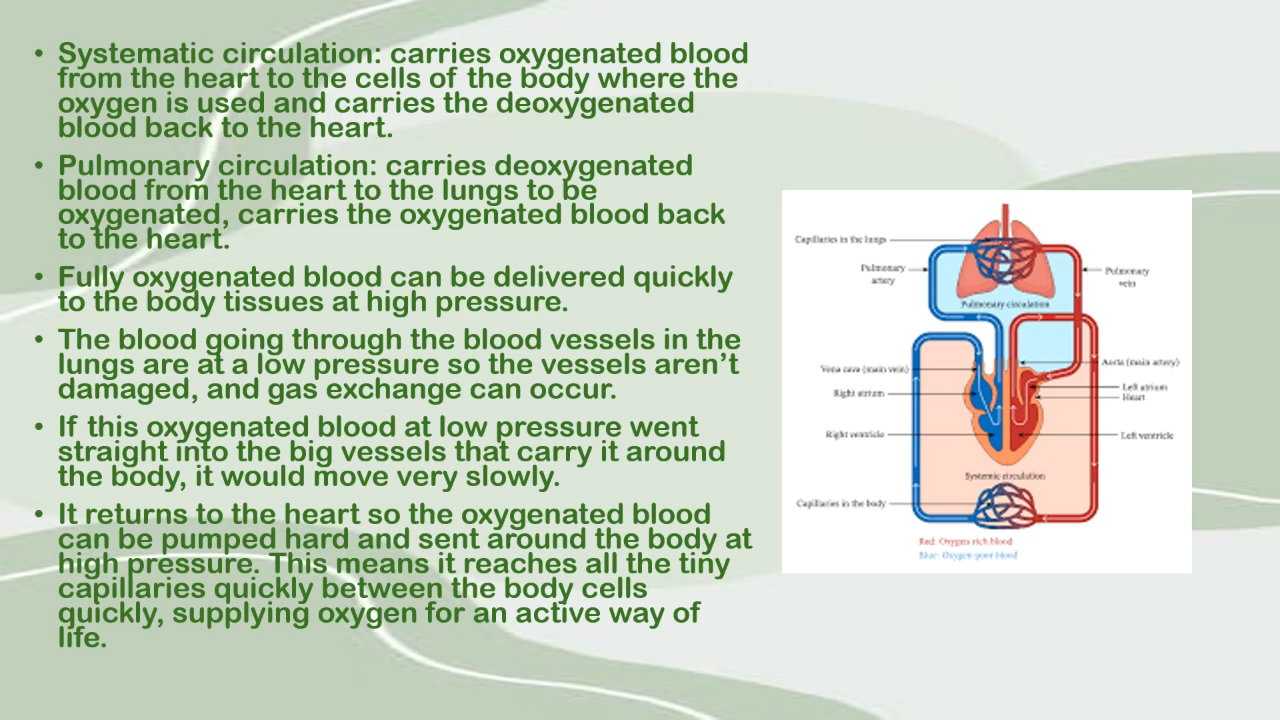 • Systematic circulation: carries oxygenated blood
from the heart to the cells of the body where the
oxygen is used and carries the deoxygenated
blood back to the heart.
• Pulmonary circulation: carries deoxygenated
blood from the heart to the lungs to be
oxygenated, carries the oxygenated blood back
to the heart.
• Fully oxygenated blood can be delivered quickly
to the body tissues at high pressure.
• The blood going through the blood vessels in the
lungs are at a low pressure so the vessels aren’t
damaged, and gas exchange can occur.
• If this oxygenated blood at low pressure went
straight into the big vessels that carry it around
the body, it would move very slowly.
• It returns to the heart so the oxygenated blood
can be pumped hard and sent around the body at
high pressure. This means it reaches all the tiny
capillaries quickly between the body cells
quickly, supplying oxygen for an active way of
life.
Capillaries in the lungs
Pulmonary
artery
Pulmonary
vein
Pulmonary circulation
Vena cava (main vein)
Aorta (main artery)
Right atrium
Left atrium
Heart
Right ventricle
Left ventricle
Systemic circulation
Capillaries in the body
Red: Oxygen-rich blood
Blue: Oxygen-poor blood